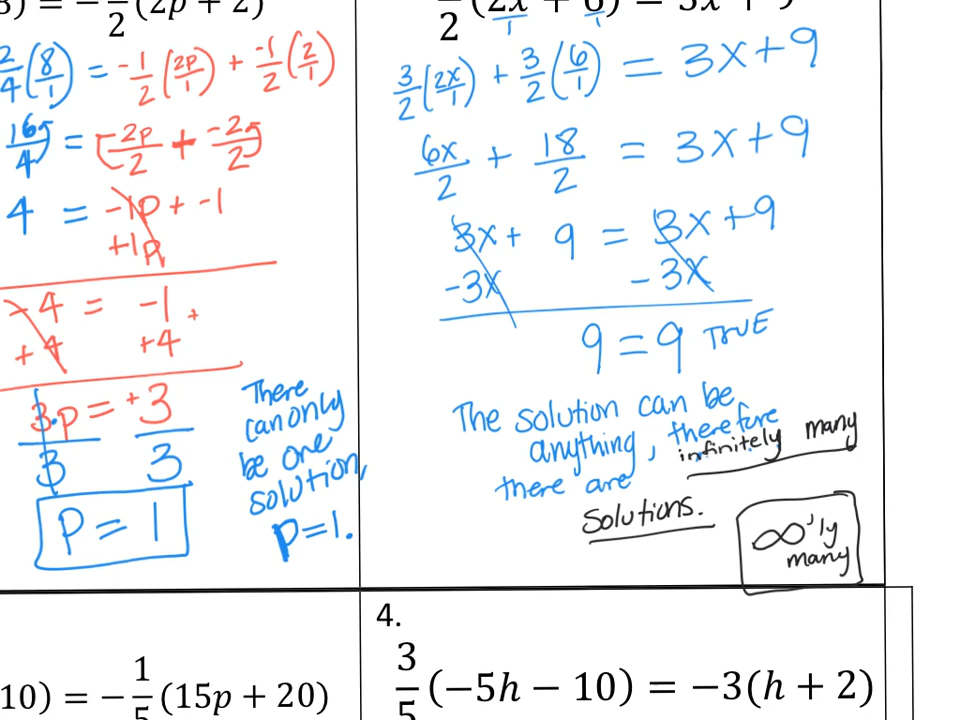 8) = −1/2(2p + 2)
2/4(8/1) = -1/2(2p/1) + -1/2(2/1)
16/4 = -2p/2 + -2/2
4 = -1p + -1
+1p
-4 = -1
+4 +4
3p = +3
3 3
P = 1
There
can only
be one
solution,
p=1.
/2(2x + 6) = 3x + 9
1 1
3/2(2x/1) + 3/2(6/1) = 3x+9
6x/2 + 18/2 = 3x+9
3x + 9 = 3x+9
-3x -3x
9 = 9 TRUE
The solution can be
anything, therefore
there are infinitely many
solutions.
∞'ly
many
10) = −1/5(15p + 20)
4.
3/5(−5h − 10) = −3(h + 2)